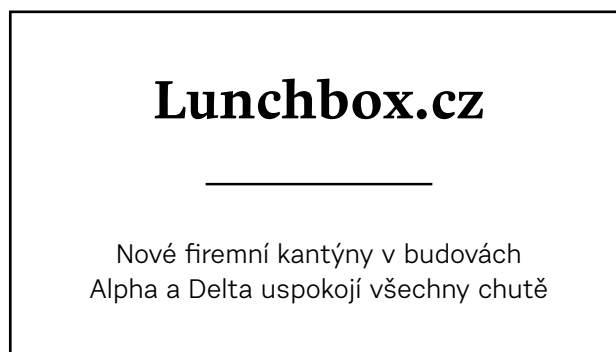 Lunchbox.cz
Nové firemní kantýny v budovách
Alpha a Delta uspokojí všechny chutě